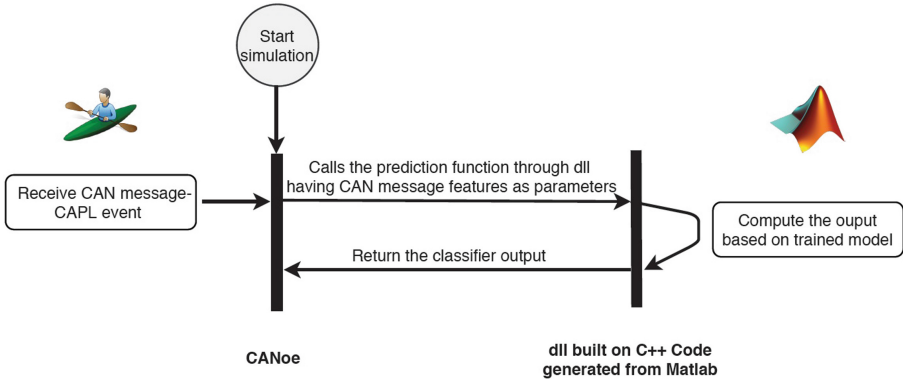 Start
simulation
Calls the prediction function through dll
having CAN message features as parameters
Receive CAN message-
CAPL event
Compute the ouput
based on trained model
Return the classifier output
CANoe
dll built on C++ Code
generated from Matlab